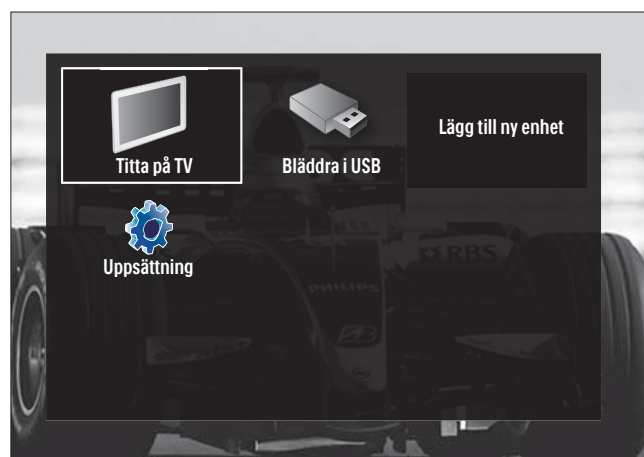 Titta på TV
Bläddra i USB
Lägg till ny enhet
Uppsättning
RBS
PHILIPS